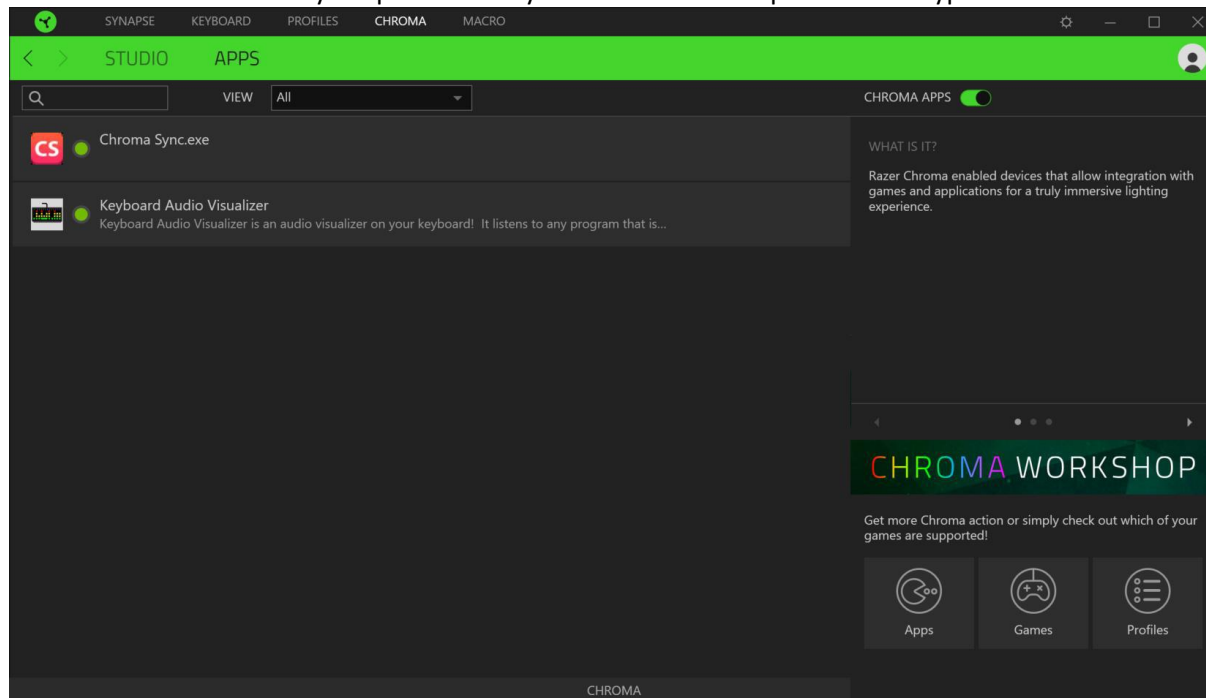 SYNAPSE KEYBOARD PROFILES CHROMA MACRO
STUDIO APPS
VIEW All
CHROMA APPS
CS Chroma Sync.exe
Keyboard Audio Visualizer
Keyboard Audio Visualizer is an audio visualizer on your keyboard! It listens to any program that is...
WHAT IS IT?
Razer Chroma enabled devices that allow integration with
games and applications for a truly immersive lighting
experience.
CHROMA WORKSHOP
Get more Chroma action or simply check out which of your
games are supported!
Apps Games Profiles
CHROMA